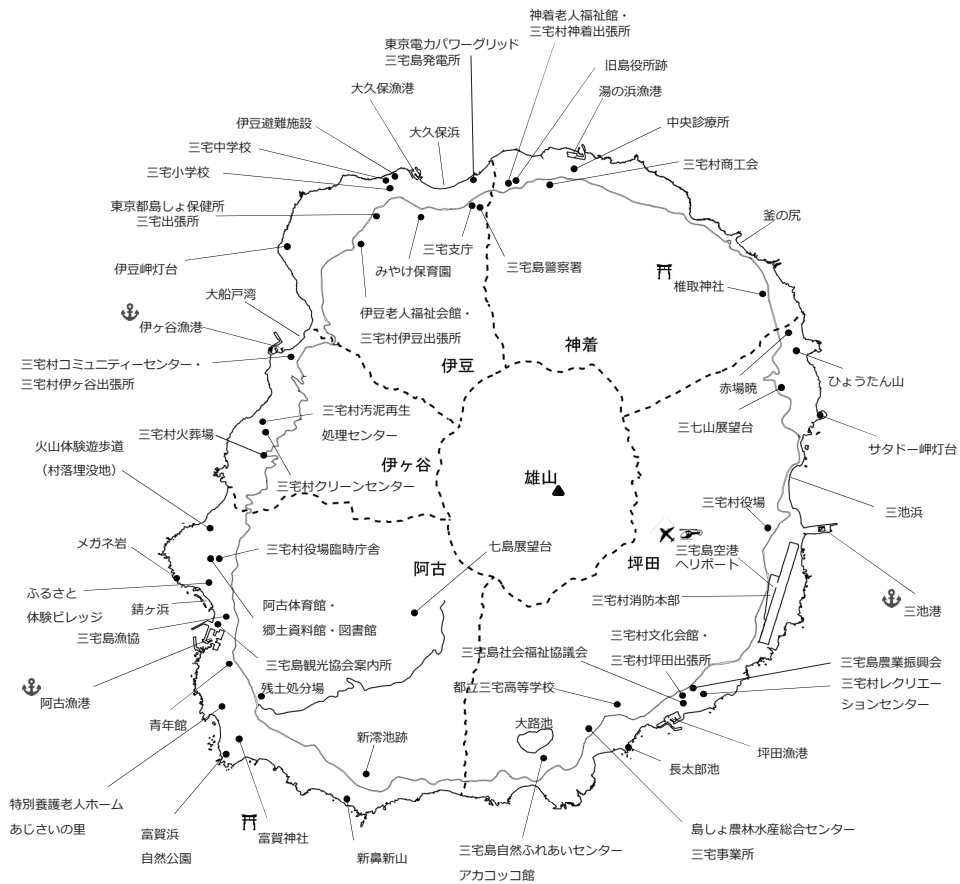 神着老人福祉館・
三宅村神着出張所
東京電力パワーグリッド
三宅島発電所
旧島役所跡
大久保漁港
湯の浜漁港
伊豆避難施設
大久保浜
中央診療所
三宅中学校
三宅小学校
三宅村商工会
東京都島しょ保健所
三宅出張所
釜の尻
三宅支庁
伊豆岬灯台
みやけ保育園
三宅島警察署
椎取神社
大船戸湾
伊ヶ谷漁港
伊豆老人福祉会館・
三宅村伊豆出張所
神着
伊豆
三宅村コミュニティーセンター・
三宅村伊ヶ谷出張所
赤場暁
ひょうたん山
三七山展望台
三宅村汚泥再生
処理センター
三宅村火葬場
火山体験遊歩道
（村落埋没地）
サタドー岬灯台
伊ヶ谷
雄山
三宅村クリーンセンター
三宅村役場
三池浜
メガネ岩
三宅村役場臨時庁舎
七島展望台
三宅島空港
ヘリポート
坪田
阿古
ふるさと
体験ビレッジ
錆ヶ浜
阿古体育館・
郷土資料館・図書館
三宅村消防本部
三池港
三宅島漁協
三宅村文化会館・
三宅村坪田出張所
三宅島社会福祉協議会
三宅島観光協会案内所
三宅島農業振興会
三宅村レクリエー
ションセンター
残土処分場
都立三宅高等学校
阿古漁港
青年館
大路池
新澪池跡
坪田漁港
長太郎池
特別養護老人ホーム
あじさいの里
富賀浜
自然公園
富賀神社
新鼻新山
三宅島自然ふれあいセンター
アカコッコ館
島しょ農林水産総合センター
三宅事業所